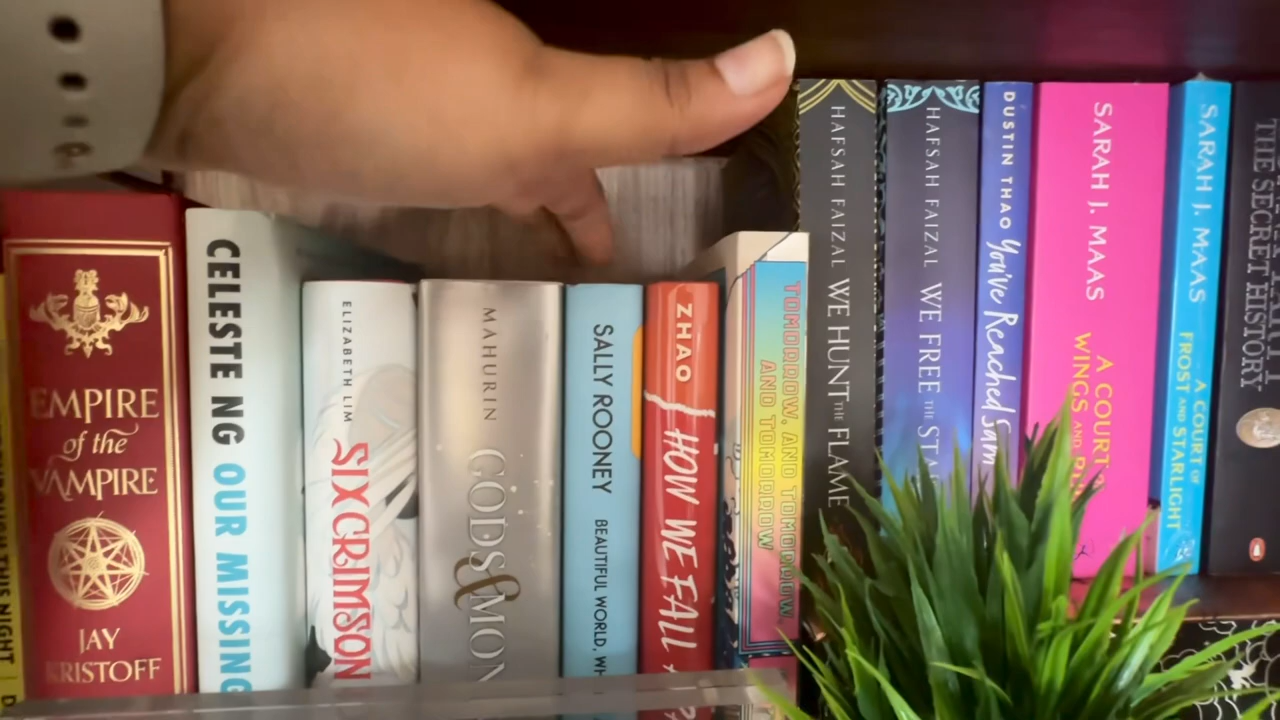 THROUGH THIS NIGHT
EMPIRE
of the
VAMPIRE
JAY
KRISTOFF
CELESTE NG OUR MISSING
ELIZABETH LIM SIX CRIMSON
MAHURIN GODS & MON
SALLY ROONEY BEAUTIFUL WORLD, WH
ZHAO HOW WE FALL
TOMORROW, AND TOMORROW,
AND TOMORROW
HAFSAH FAIZAL WE HUNT THE FLAME
HAFSAH FAIZAL WE FREE THE STA
DUSTIN THAO You've Reached Sam
SARAH J. MAAS A COURT
WINGS AND
SARAH J. MAAS A COURT OF
FROST AND STARLIGHT
THE SECRET HISTORY